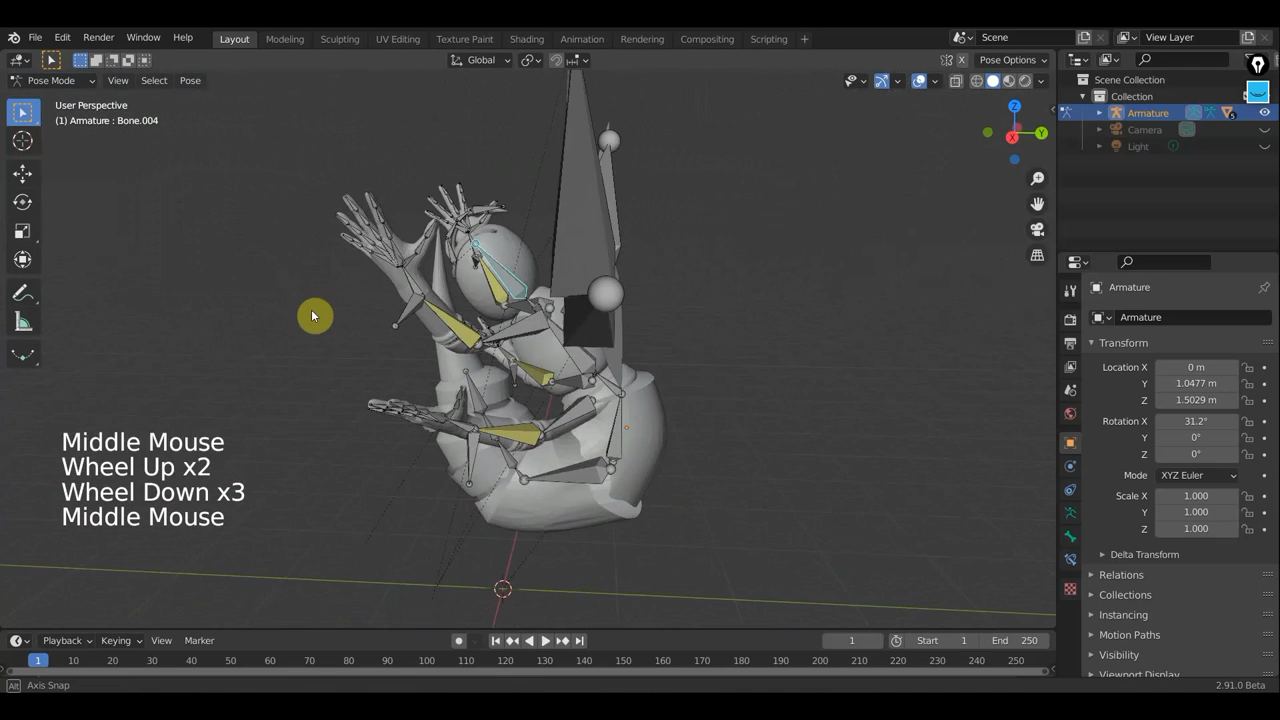 File Edit Render Window Help Layout Modeling Sculpting UV Editing Texture Paint Shading Animation Rendering Compositing Scripting + Scene View Layer
Global Pose Options
Pose Mode View Select Pose
User Perspective
(1) Armature : Bone.004
Scene Collection
Collection
Armature 5
Camera
Light
X Y Z
Armature
Armature
Transform
Location X 0 m
Y 1.0477 m
Z 1.5029 m
Rotation X 31.2°
Y 0°
Z 0°
Mode XYZ Euler
Scale X 1.000
Y 1.000
Z 1.000
Delta Transform
Relations
Collections
Instancing
Motion Paths
Visibility
Viewport Display
Middle Mouse
Wheel Up x2
Wheel Down x3
Middle Mouse
Playback Keying View Marker 1 Start 1 End 250
1 10 20 30 40 50 60 70 80 90 100 110 120 130 140 150 160 170 180 190 200 210 220 230 240 250
Alt Axis Snap 2.91.0 Beta